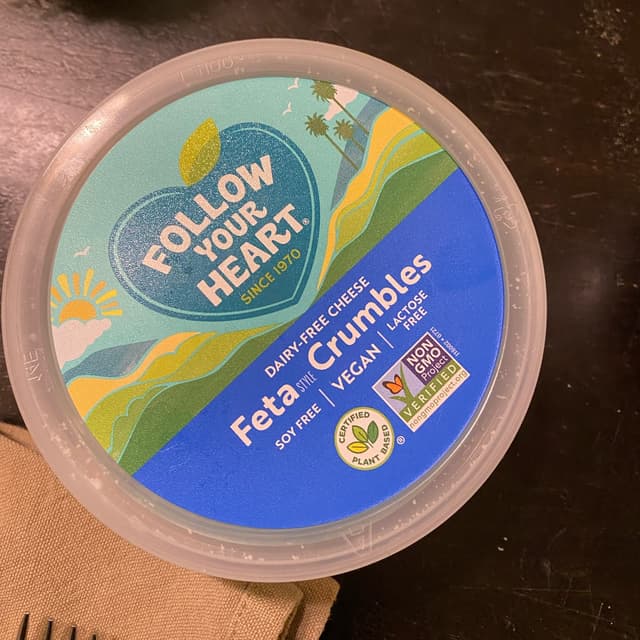 FOLLOW
YOUR
HEART®
SINCE 1970
DAIRY-FREE CHEESE
Feta STYLE Crumbles
SOY FREE | VEGAN | LACTOSE FREE
CERTIFIED
PLANT BASED
®
NON
GMO
Project
VERIFIED
nongmoproject.org